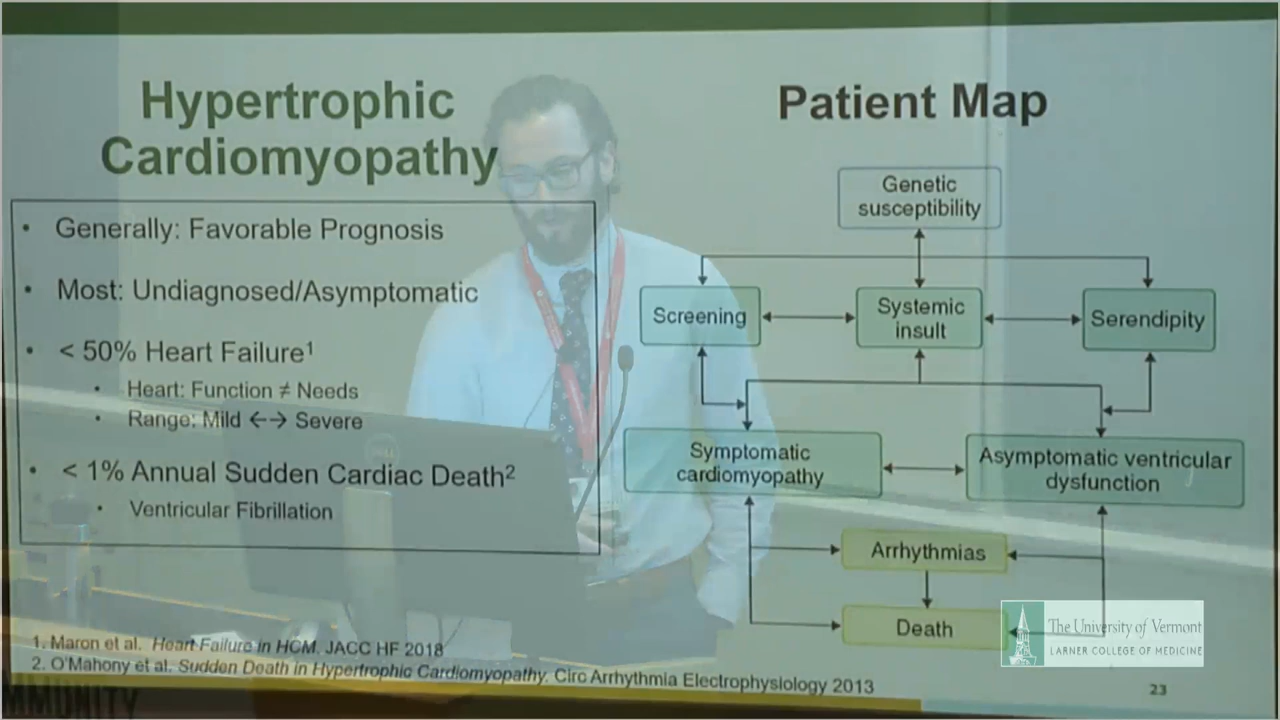 Hypertrophic
Cardiomyopathy
• Generally: Favorable Prognosis
• Most: Undiagnosed/Asymptomatic
• < 50% Heart Failure¹
• Heart: Function ≠ Needs
• Range: Mild ←→ Severe
• < 1% Annual Sudden Cardiac Death²
• Ventricular Fibrillation
1. Maron et al. Heart Failure in HCM. JACC HF 2018
2. O'Mahony et al. Sudden Death in Hypertrophic Cardiomyopathy. Circ Arrhythmia Electrophysiology 2013
Patient Map
Genetic
susceptibility
Screening
Systemic
insult
Serendipity
Symptomatic
cardiomyopathy
Asymptomatic ventricular
dysfunction
Arrhythmias
Death
The University of Vermont
LARNER COLLEGE OF MEDICINE
23
DELL